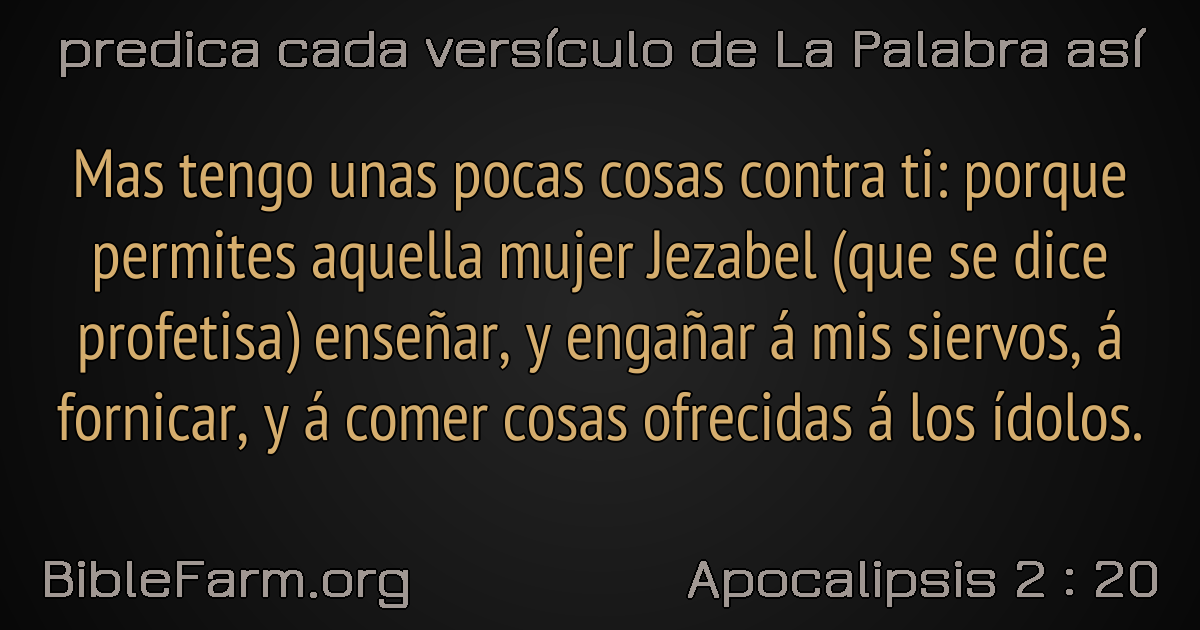 predica cada versículo de La Palabra así
Mas tengo unas pocas cosas contra ti: porque
permites aquella mujer Jezabel (que se dice
profetisa) enseñar, y engañar á mis siervos, á
fornicar, y á comer cosas ofrecidas á los ídolos.
BibleFarm.org
Apocalipsis 2 : 20